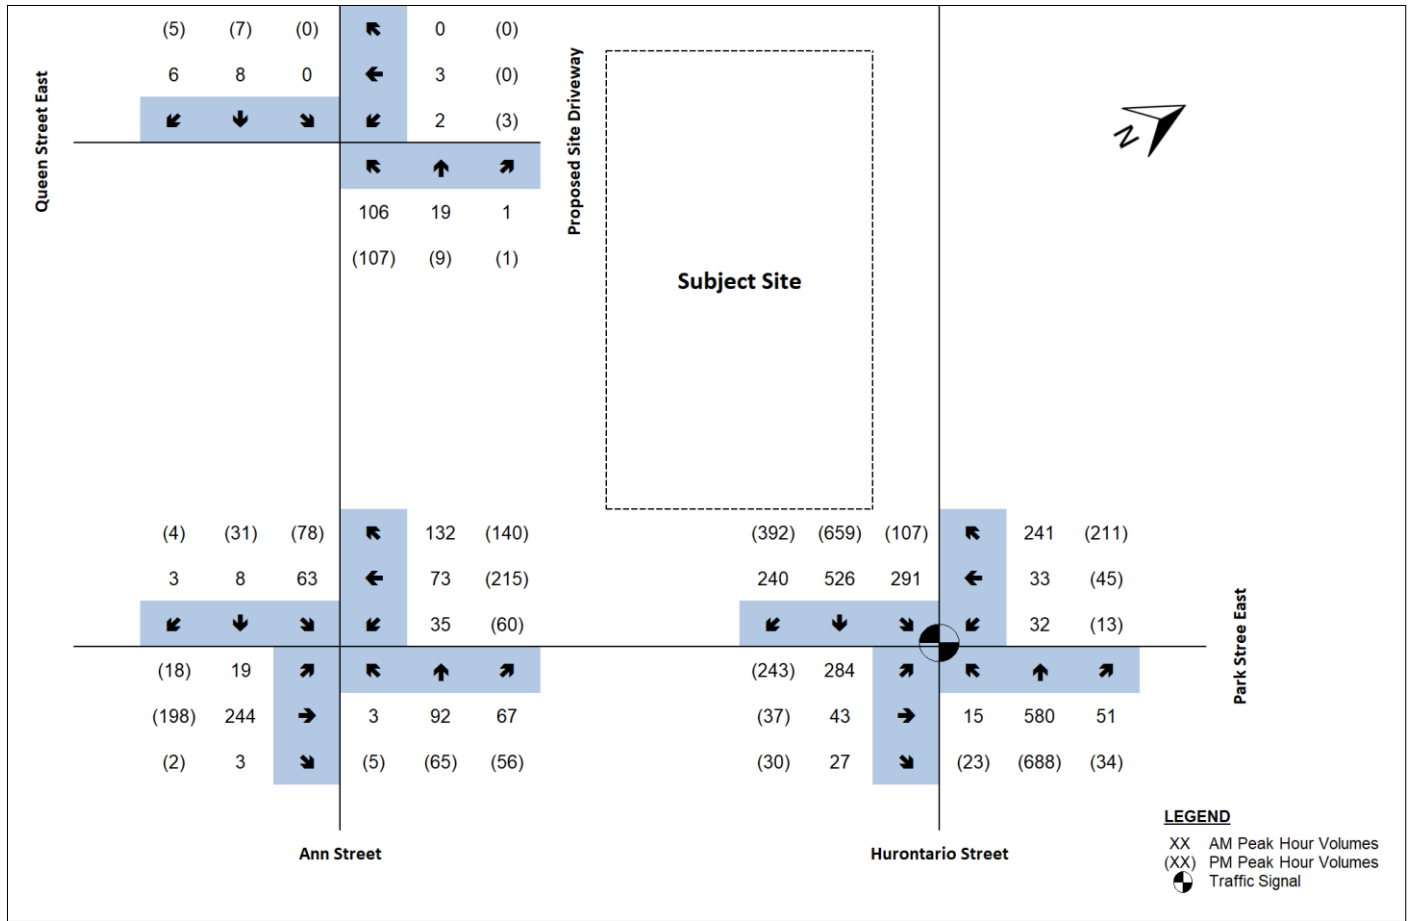 (5) (7) (0) 0 (0)
6 8 0 3 (0)
2 (3)
Queen Street East
106 19 1
(107) (9) (1)
Proposed Site Driveway
Subject Site
N
(4) (31) (78) 132 (140)
3 8 63 73 (215)
35 (60)
(18) 19
(198) 244 3 92 67
(2) 3 (5) (65) (56)
(392) (659) (107) 241 (211)
240 526 291 33 (45)
32 (13)
(243) 284
(37) 43 15 580 51
(30) 27 (23) (688) (34)
Park Stree East
Ann Street
Hurontario Street
LEGEND
XX AM Peak Hour Volumes
(XX) PM Peak Hour Volumes
Traffic Signal